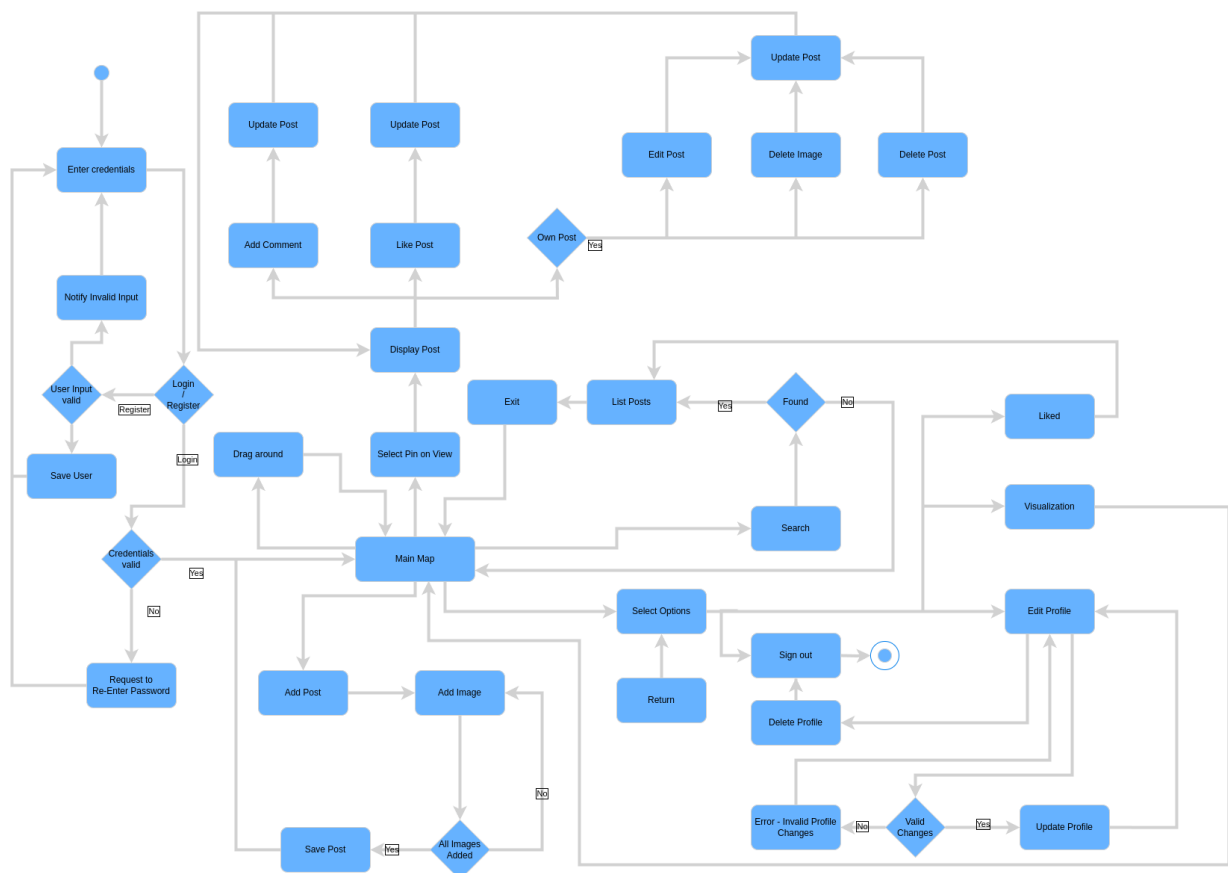 Update Post
Update Post
Update Post
Enter credentials
Edit Post
Delete Image
Delete Post
Add Comment
Like Post
Own Post
Yes
Notify Invalid Input
Display Post
User Input
valid
Login
/
Register
Register
Exit
List Posts
Yes
Found
No
Liked
Login
Save User
Drag around
Select Pin on View
Search
Visualization
Credentials
valid
Yes
Main Map
No
Select Options
Edit Profile
Sign out
Request to
Re-Enter Password
Add Post
Add Image
Return
Delete Profile
No
Save Post
Yes
All Images
Added
Error - Invalid Profile
Changes
No
Valid
Changes
Yes
Update Profile